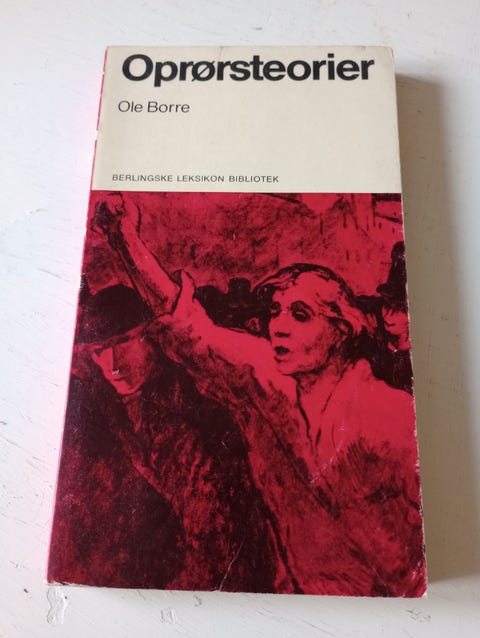 Oprørsteorier
Ole Borre
BERLINGSKE LEKSIKON BIBLIOTEK